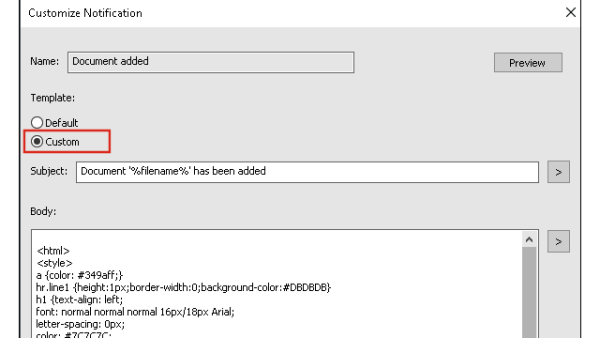 Customize Notification
Name: Document added Preview
Template:
Default
Custom
Subject: Document '%filename%' has been added >
Body:
>
<html>
<style>
a {color: #349aff;}
hr.line1 {height:1px;border-width:0;background-color:#DBDBDB}
h1 {text-align: left;
font: normal normal normal 16px/18px Arial;
letter-spacing: 0px;
color: #7C7C7C;